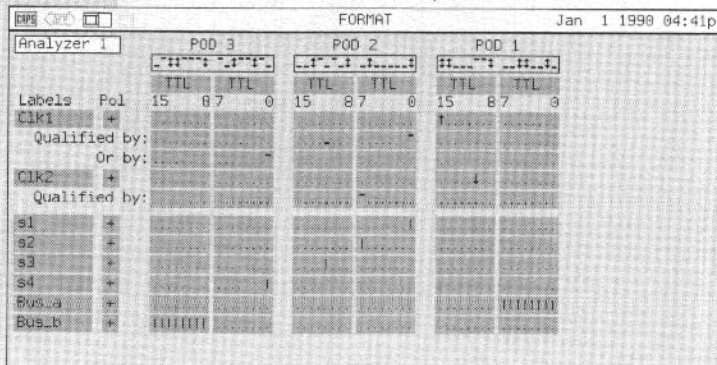 CAPS FORMAT Jan 1 1990 04:41p
Analyzer 1 POD 3 POD 2 POD 1
TTL TTL TTL TTL TTL TTL
Labels Pol 15 8 7 0 15 8 7 0 15 8 7 0
Clk1 +
Qualified by:
Or by:
Clk2 +
Qualified by:
s1 +
s2 +
s3 +
s4 +
Bus_a +
Bus_b +